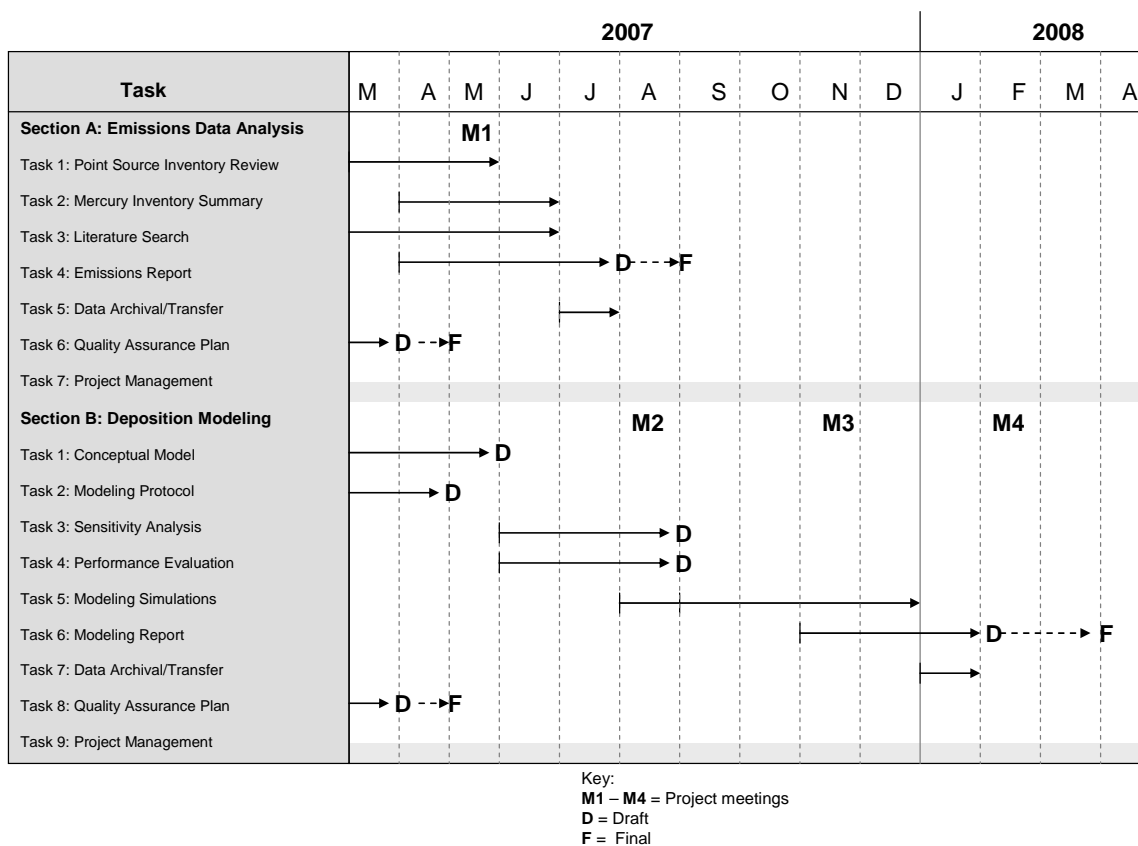 2007 2008
Task M A M J J A S O N D J F M A
Section A: Emissions Data Analysis M1
Task 1: Point Source Inventory Review
Task 2: Mercury Inventory Summary
Task 3: Literature Search
Task 4: Emissions Report D F
Task 5: Data Archival/Transfer
Task 6: Quality Assurance Plan D F
Task 7: Project Management
Section B: Deposition Modeling M2 M3 M4
Task 1: Conceptual Model D
Task 2: Modeling Protocol D
Task 3: Sensitivity Analysis D
Task 4: Performance Evaluation D
Task 5: Modeling Simulations
Task 6: Modeling Report D F
Task 7: Data Archival/Transfer
Task 8: Quality Assurance Plan D F
Task 9: Project Management
Key:
M1 – M4 = Project meetings
D = Draft
F = Final